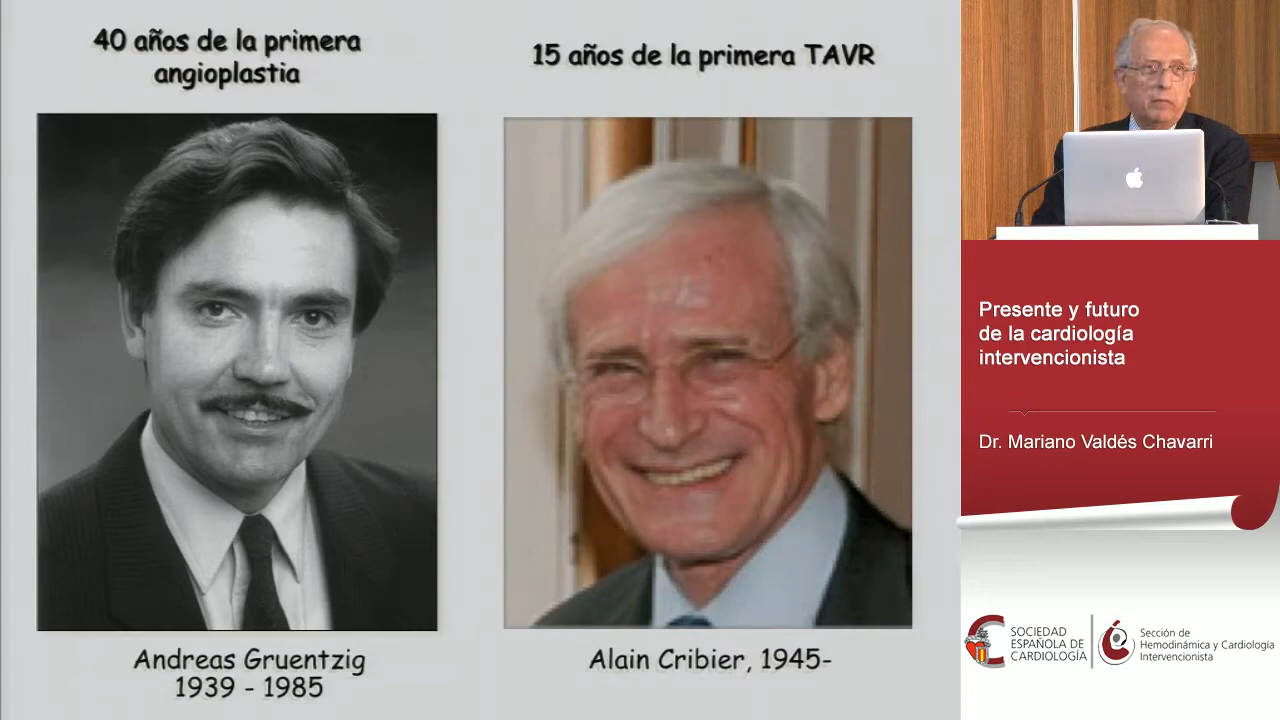 40 años de la primera
angioplastia
15 años de la primera TAVR
Andreas Gruentzig
1939 - 1985
Alain Cribier, 1945-
Presente y futuro
de la cardiología
intervencionista
Dr. Mariano Valdés Chavarri
SOCIEDAD
ESPAÑOLA DE
CARDIOLOGÍA
Sección de
Hemodinámica y Cardiología
Intervencionista